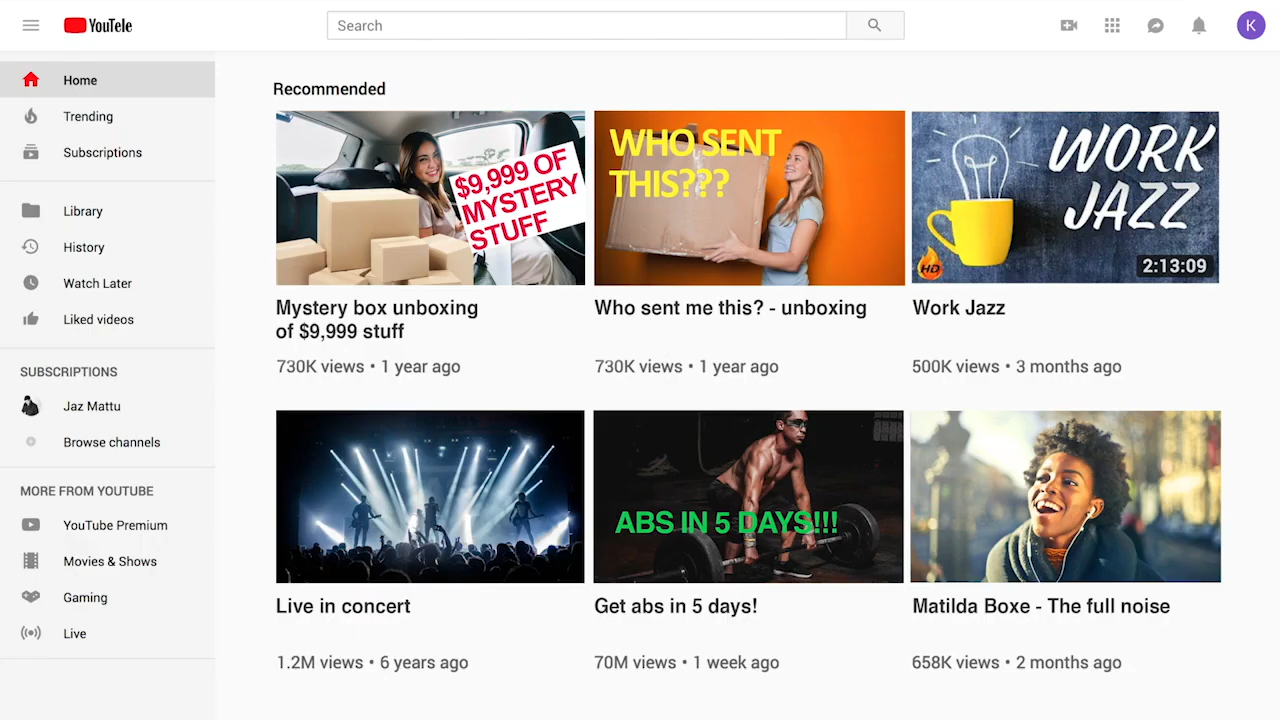 YouTele
Search
K
Home
Trending
Subscriptions
Library
History
Watch Later
Liked videos
SUBSCRIPTIONS
Jaz Mattu
Browse channels
MORE FROM YOUTUBE
YouTube Premium
Movies & Shows
Gaming
Live
Recommended
$9,999 OF
MYSTERY
STUFF
Mystery box unboxing
of $9,999 stuff
730K views • 1 year ago
WHO SENT
THIS???
Who sent me this? - unboxing
730K views • 1 year ago
WORK
JAZZ
HD
2:13:09
Work Jazz
500K views • 3 months ago
Live in concert
1.2M views • 6 years ago
ABS IN 5 DAYS!!!
Get abs in 5 days!
70M views • 1 week ago
Matilda Boxe - The full noise
658K views • 2 months ago